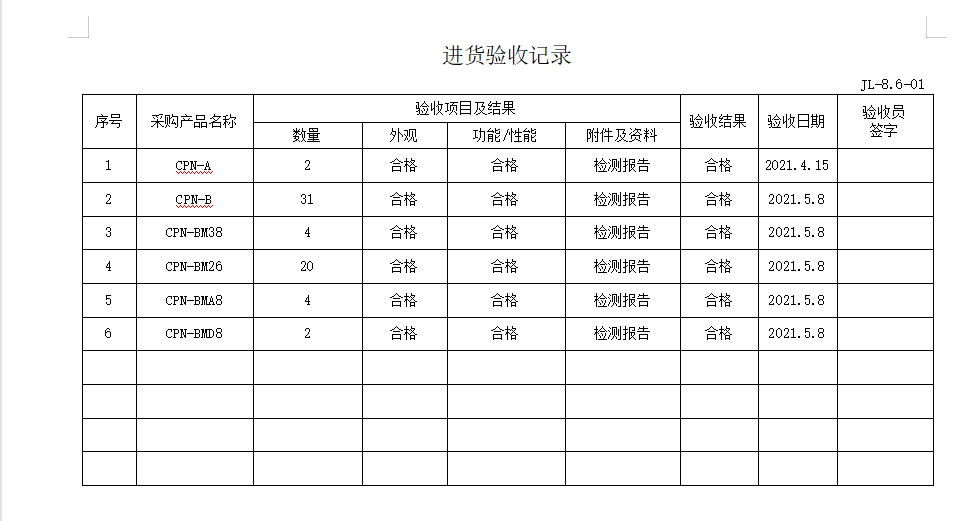 进货验收记录
JL-8.6-01
序号 采购产品名称 验收项目及结果 验收结果 验收日期 验收员
签字
数量 外观 功能/性能 附件及资料
1 CPN-A 2 合格 合格 检测报告 合格 2021.4.15
2 CPN-B 31 合格 合格 检测报告 合格 2021.5.8
3 CPN-BM38 4 合格 合格 检测报告 合格 2021.5.8
4 CPN-BM26 20 合格 合格 检测报告 合格 2021.5.8
5 CPN-BMA8 4 合格 合格 检测报告 合格 2021.5.8
6 CPN-BMD8 2 合格 合格 检测报告 合格 2021.5.8